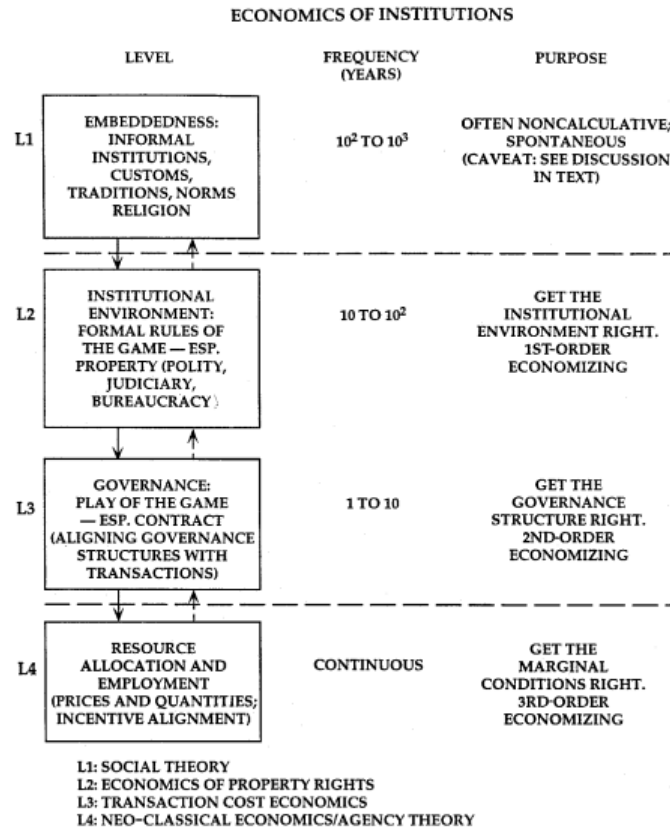 ECONOMICS OF INSTITUTIONS
LEVEL
FREQUENCY
(YEARS)
PURPOSE
L1
EMBEDDEDNESS:
INFORMAL
INSTITUTIONS,
CUSTOMS,
TRADITIONS, NORMS
RELIGION
10² TO 10³
OFTEN NONCALCULATIVE;
SPONTANEOUS
(CAVEAT: SEE DISCUSSION
IN TEXT)
L2
INSTITUTIONAL
ENVIRONMENT:
FORMAL RULES OF
THE GAME — ESP.
PROPERTY (POLITY,
JUDICIARY,
BUREAUCRACY)
10 TO 10²
GET THE
INSTITUTIONAL
ENVIRONMENT RIGHT.
1ST-ORDER
ECONOMIZING
L3
GOVERNANCE:
PLAY OF THE GAME
— ESP. CONTRACT
(ALIGNING GOVERNANCE
STRUCTURES WITH
TRANSACTIONS)
1 TO 10
GET THE
GOVERNANCE
STRUCTURE RIGHT.
2ND-ORDER
ECONOMIZING
L4
RESOURCE
ALLOCATION AND
EMPLOYMENT
(PRICES AND QUANTITIES;
INCENTIVE ALIGNMENT)
CONTINUOUS
GET THE
MARGINAL
CONDITIONS RIGHT.
3RD-ORDER
ECONOMIZING
L1: SOCIAL THEORY
L2: ECONOMICS OF PROPERTY RIGHTS
L3: TRANSACTION COST ECONOMICS
L4: NEO-CLASSICAL ECONOMICS/AGENCY THEORY